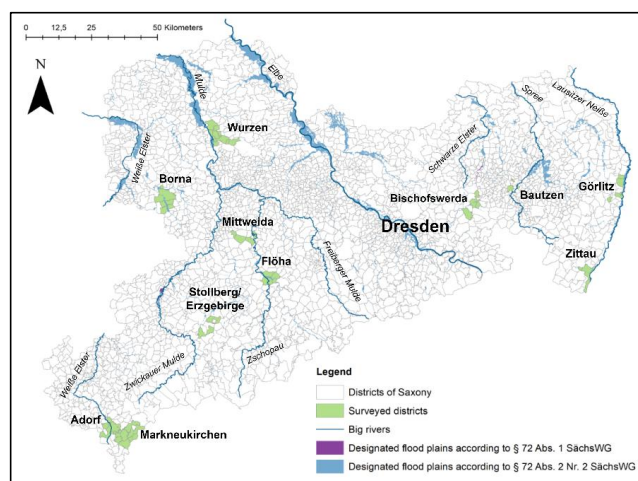 0 12,5 25 50 Kilometers
N
Elbe
Mulde
Spree
Lausitzer Neiße
Wurzen
Schwarze Elster
Weiße Elster
Borna
Bischofswerda
Bautzen
Görlitz
Mittweida
Dresden
Flöha
Freiberger Mulde
Zittau
Stollberg/
Erzgebirge
Zschopau
Zwickauer Mulde
Weiße Elster
Adorf
Markneukirchen
Legend
Districts of Saxony
Surveyed districts
Big rivers
Designated flood plains according to § 72 Abs. 1 SächsWG
Designated flood plains according to § 72 Abs. 2 Nr. 2 SächsWG